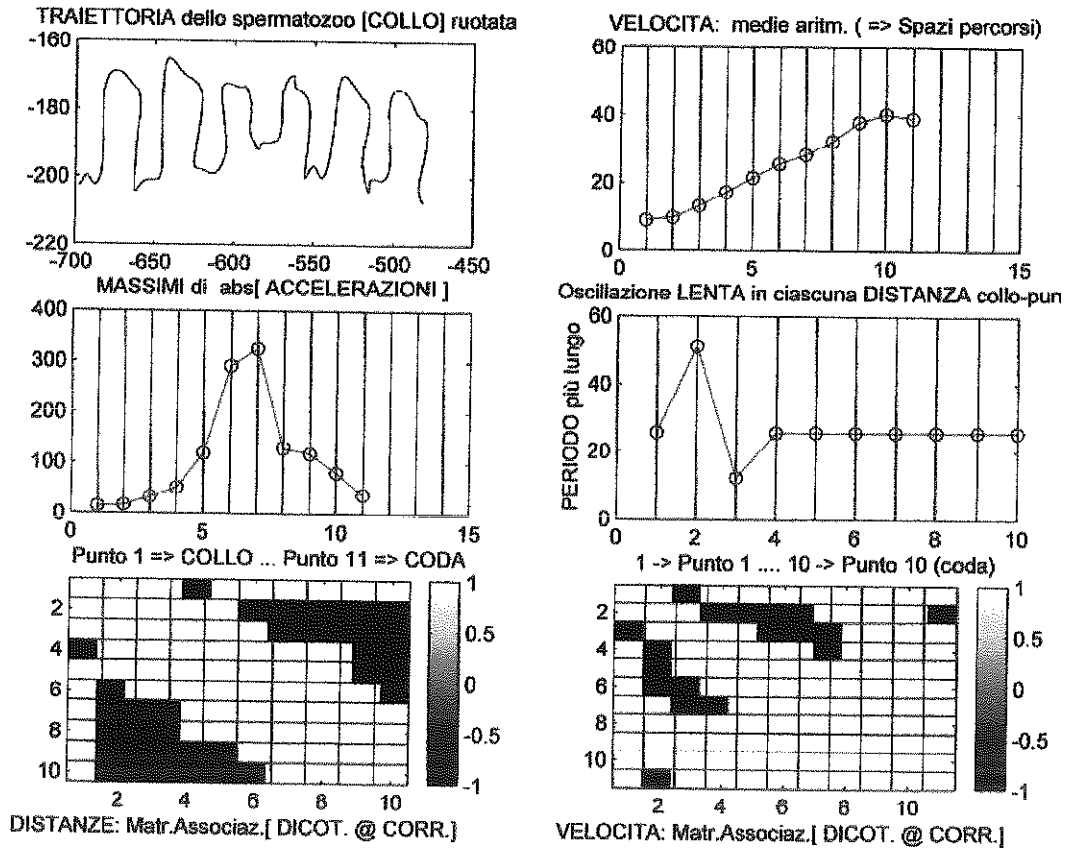 TRAIETTORIA dello spermatozoo [COLLO] ruotata
-160
-180
-200
-220
-700 -650 -600 -550 -500 -450
VELOCITA: medie aritm. ( => Spazi percorsi)
60
40
20
0
0 5 10 15
MASSIMI di abs[ ACCELERAZIONI ]
400
300
200
100
0
0 5 10 15
Punto 1 => COLLO ... Punto 11 => CODA
Oscillazione LENTA in ciascuna DISTANZA collo-pun
PERIODO più lungo
60
40
20
0
0 2 4 6 8 10
1 -> Punto 1 .... 10 -> Punto 10 (coda)
2
4
6
8
10
2 4 6 8 10
1
0.5
0
-0.5
-1
DISTANZE: Matr.Associaz.[ DICOT. @ CORR.]
2
4
6
8
10
2 4 6 8 10
1
0.5
0
-0.5
-1
VELOCITA: Matr.Associaz.[ DICOT. @ CORR.]